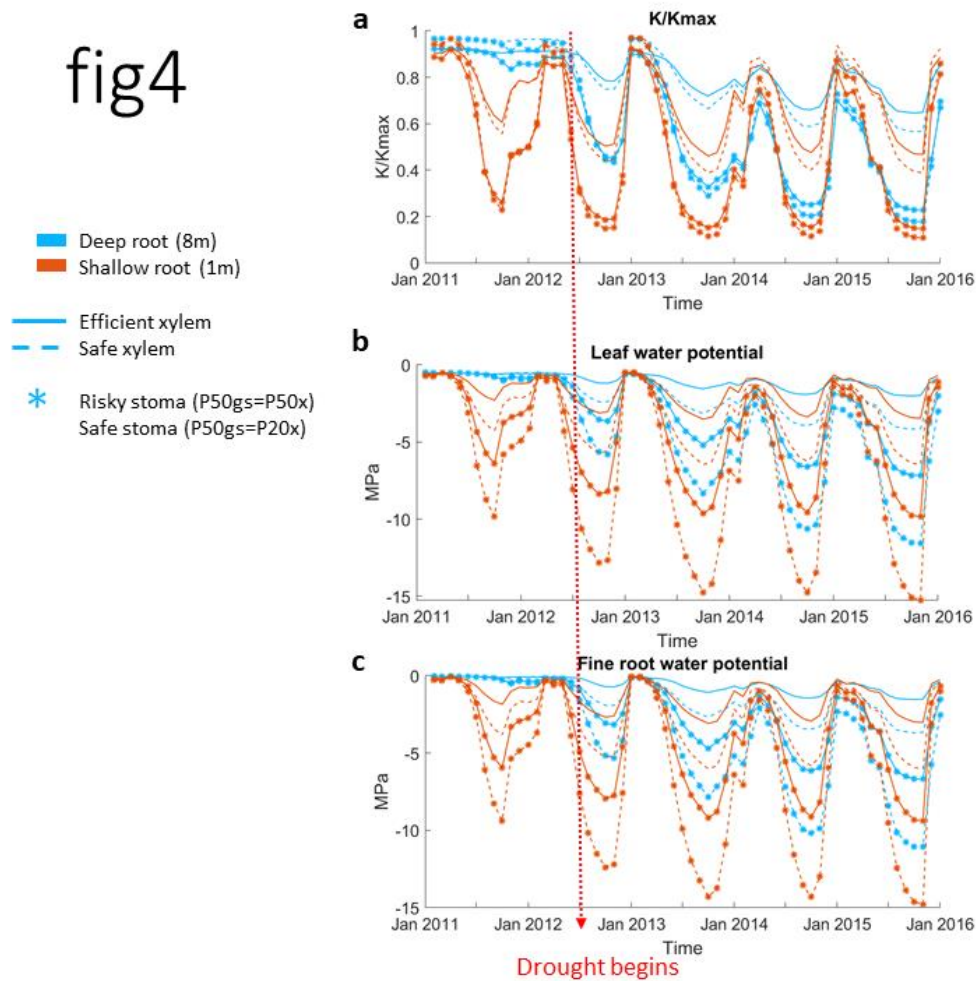 fig4
Deep root (8m)
Shallow root (1m)
Efficient xylem
Safe xylem
* Risky stoma (P50gs=P50x)
Safe stoma (P50gs=P20x)
a
K/Kmax
1
0.8
0.6
0.4
0.2
0
K/Kmax
Jan 2011 Jan 2012 Jan 2013 Jan 2014 Jan 2015 Jan 2016
Time
b
Leaf water potential
0
-5
-10
-15
MPa
Jan 2011 Jan 2012 Jan 2013 Jan 2014 Jan 2015 Jan 2016
Time
c
Fine root water potential
0
-5
-10
-15
MPa
Jan 2011 Jan 2012 Jan 2013 Jan 2014 Jan 2015 Jan 2016
Time
Drought begins